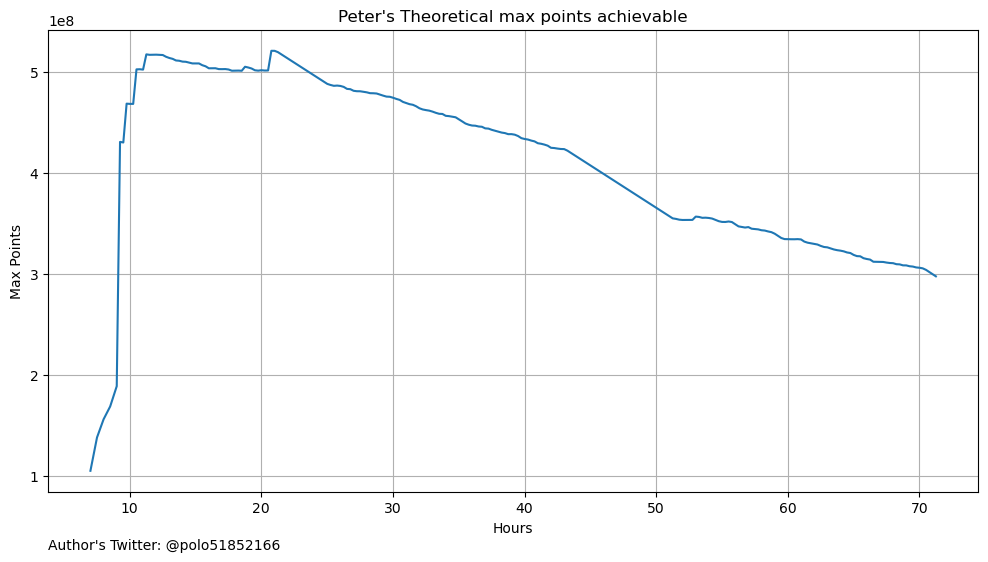 Peter's Theoretical max points achievable
1e8
5
4
3
2
1
Max Points
10 20 30 40 50 60 70
Hours
Author's Twitter: @polo51852166